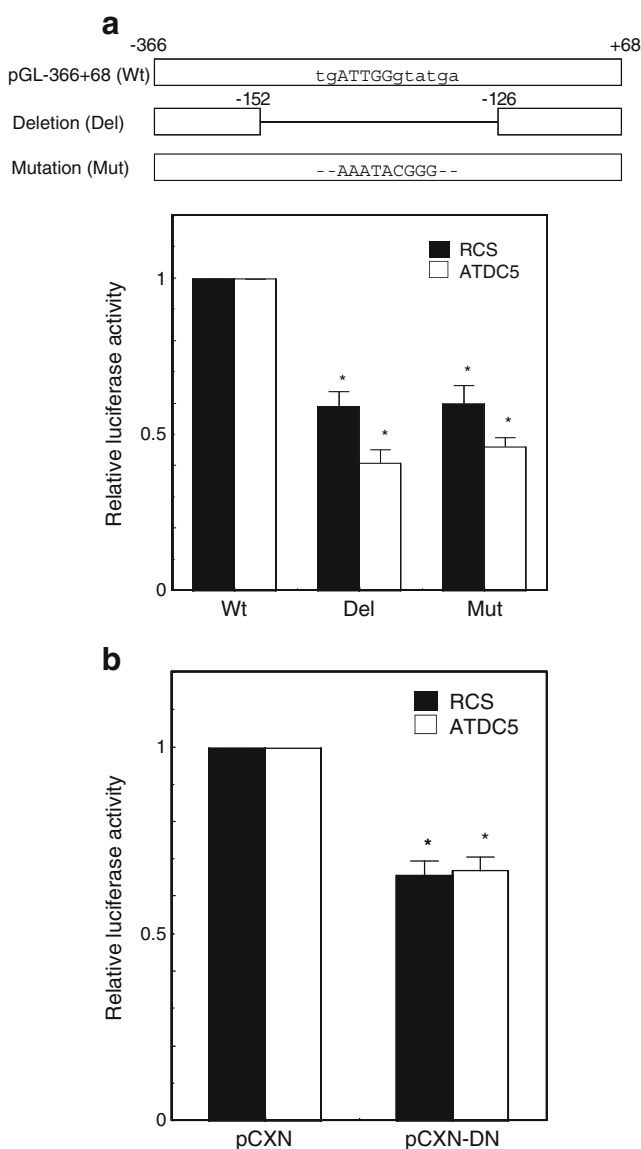 a
-366 +68
pGL-366+68 (Wt) tgATTGGgtatga
-152 -126
Deletion (Del)
Mutation (Mut) --AAATACGGG--
RCS
ATDC5
Relative luciferase activity
1
0.5
0
* * * *
Wt Del Mut
b
RCS
ATDC5
Relative luciferase activity
1
0.5
0
* *
pCXN pCXN-DN